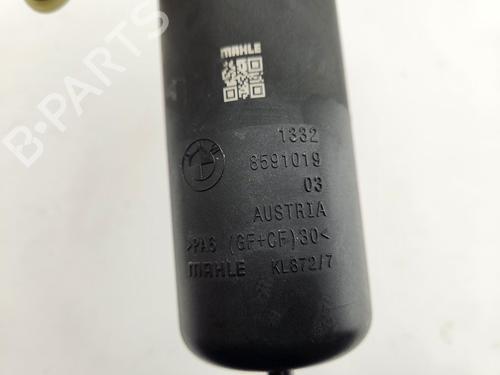 B-PARTS
MAHLE
1332
8591019
03
AUSTRIA
>PA6 (GF+CF)30<
MAHLE KL872/7